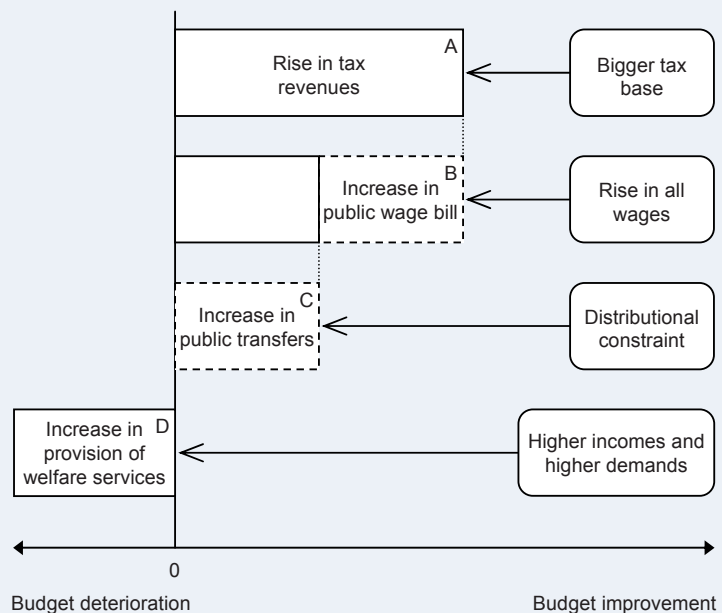 A
Rise in tax
revenues
Bigger tax
base
B
Increase in
public wage bill
Rise in all
wages
C
Increase in
public transfers
Distributional
constraint
D
Increase in
provision of
welfare services
Higher incomes and
higher demands
0
Budget deterioration
Budget improvement